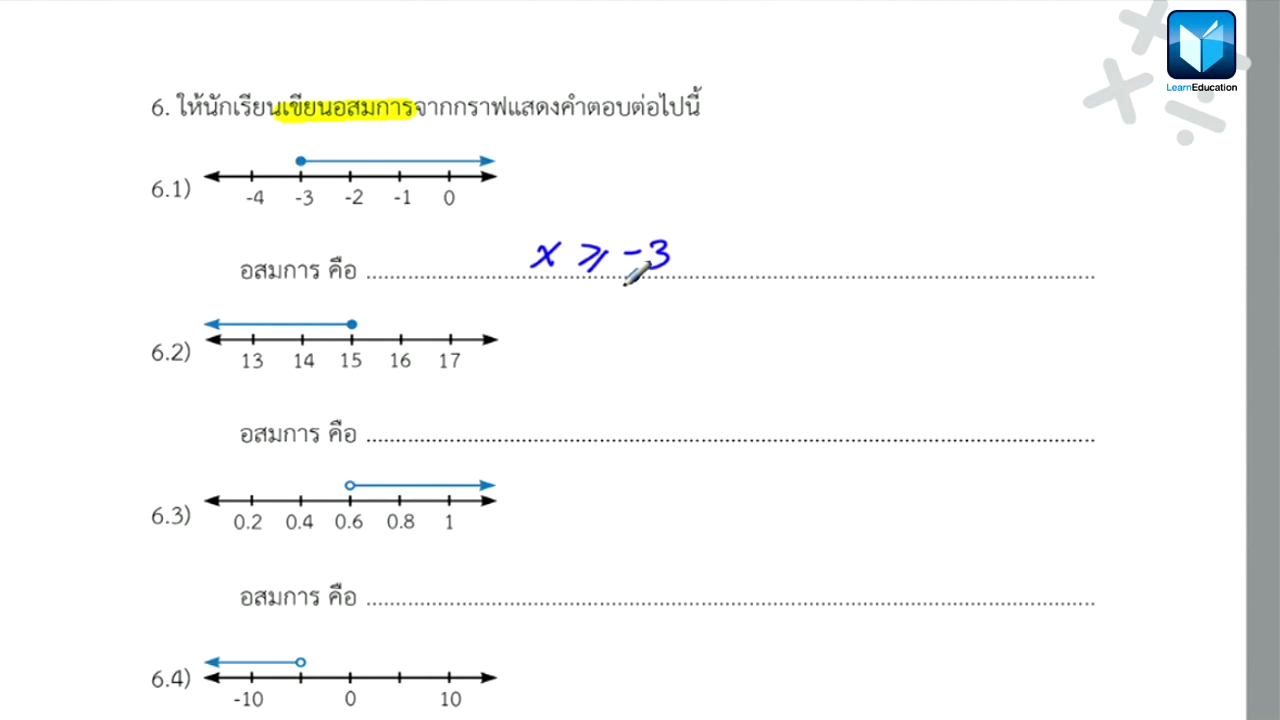 LearnEducation
6. ให้นักเรียนเขียนอสมการจากกราฟแสดงคำตอบต่อไปนี้
6.1)
-4 -3 -2 -1 0
อสมการ คือ ........ x ⩾ -3 ........
6.2)
13 14 15 16 17
อสมการ คือ ................
6.3)
0.2 0.4 0.6 0.8 1
อสมการ คือ ................
6.4)
-10 0 10